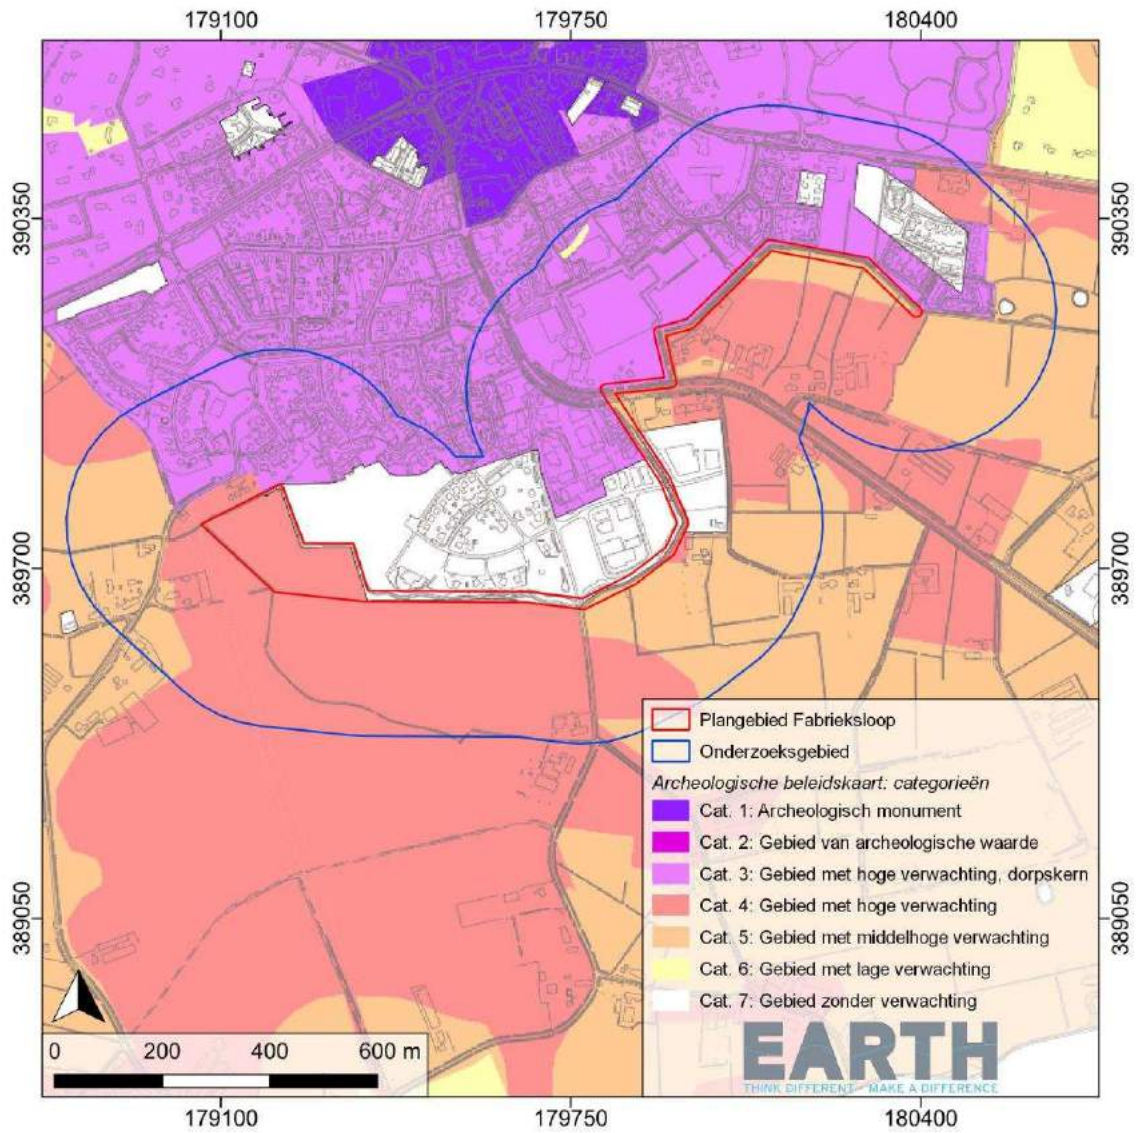 179100 179750 180400
390350 390350
389700 389700
389050 389050
Plangebied Fabrieksloop
Onderzoeksgebied
Archeologische beleidskaart: categorieën
Cat. 1: Archeologisch monument
Cat. 2: Gebied van archeologische waarde
Cat. 3: Gebied met hoge verwachting, dorpskern
Cat. 4: Gebied met hoge verwachting
Cat. 5: Gebied met middelhoge verwachting
Cat. 6: Gebied met lage verwachting
Cat. 7: Gebied zonder verwachting
EARTH
THINK DIFFERENT - MAKE A DIFFERENCE
0 200 400 600 m
179100 179750 180400